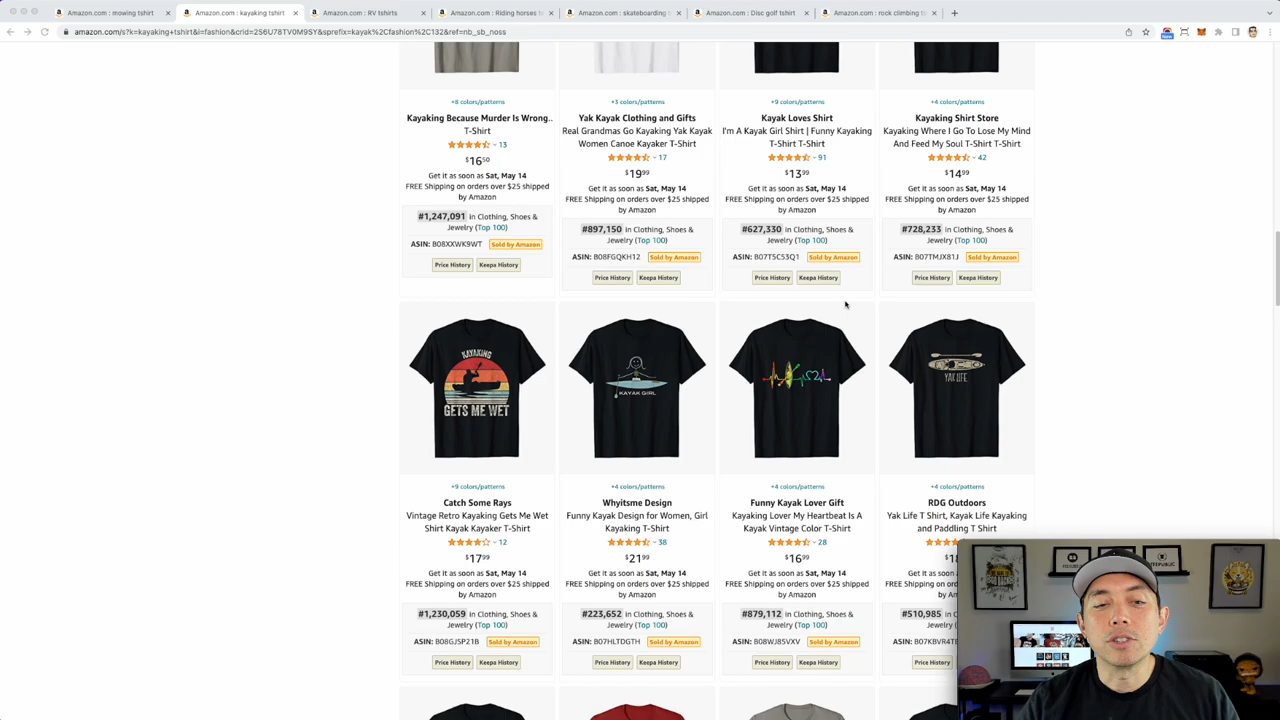 Amazon.com : mowing tshirt
Amazon.com : kayaking tshirt
Amazon.com : RV tshirts
Amazon.com : Riding horses t
Amazon.com : skateboarding
Amazon.com : Disc golf tshirt
Amazon.com : rock climbing t
amazon.com/s?k=kayaking+tshirt&i=fashion&crid=2S6U78TV0M9SY&sprefix=kayak%2Cfashion%2C132&ref=nb_sb_noss
New
+8 colors/patterns
Kayaking Because Murder Is Wrong..
T-Shirt
- 13
$1650
Get it as soon as Sat, May 14
FREE Shipping on orders over $25 shipped
by Amazon
#1,247,091 in Clothing, Shoes &
Jewelry (Top 100)
ASIN: B08XXWK9WT Sold by Amazon
Price History Keepa History
+3 colors/patterns
Yak Kayak Clothing and Gifts
Real Grandmas Go Kayaking Yak Kayak
Women Canoe Kayaker T-Shirt
- 17
$1999
Get it as soon as Sat, May 14
FREE Shipping on orders over $25 shipped
by Amazon
#897,150 in Clothing, Shoes &
Jewelry (Top 100)
ASIN: B08FGQKH12 Sold by Amazon
Price History Keepa History
+9 colors/patterns
Kayak Loves Shirt
I'm A Kayak Girl Shirt | Funny Kayaking
T-Shirt T-Shirt
- 91
$1399
Get it as soon as Sat, May 14
FREE Shipping on orders over $25 shipped
by Amazon
#627,330 in Clothing, Shoes &
Jewelry (Top 100)
ASIN: B07T5C53Q1 Sold by Amazon
Price History Keepa History
+4 colors/patterns
Kayaking Shirt Store
Kayaking Where I Go To Lose My Mind
And Feed My Soul T-Shirt T-Shirt
- 42
$1499
Get it as soon as Sat, May 14
FREE Shipping on orders over $25 shipped
by Amazon
#728,233 in Clothing, Shoes &
Jewelry (Top 100)
ASIN: B07TMJX81J Sold by Amazon
Price History Keepa History
KAYAKING
GETS ME WET
+9 colors/patterns
Catch Some Rays
Vintage Retro Kayaking Gets Me Wet
Shirt Kayak Kayaker T-Shirt
- 12
$1799
Get it as soon as Sat, May 14
FREE Shipping on orders over $25 shipped
by Amazon
#1,230,059 in Clothing, Shoes &
Jewelry (Top 100)
ASIN: B08GJSP21B Sold by Amazon
Price History Keepa History
KAYAK GIRL
+4 colors/patterns
Whyitsme Design
Funny Kayak Design for Women, Girl
Kayaking T-Shirt
- 38
$2199
Get it as soon as Sat, May 14
FREE Shipping on orders over $25 shipped
by Amazon
#223,652 in Clothing, Shoes &
Jewelry (Top 100)
ASIN: B07HLTDGTH Sold by Amazon
Price History Keepa History
+4 colors/patterns
Funny Kayak Lover Gift
Kayaking Lover My Heartbeat Is A
Kayak Vintage Color T-Shirt
- 28
$1699
Get it as soon as Sat, May 14
FREE Shipping on orders over $25 shipped
by Amazon
#879,112 in Clothing, Shoes &
Jewelry (Top 100)
ASIN: B08WJ85VXV Sold by Amazon
Price History Keepa History
YAK LIFE
+4 colors/patterns
RDG Outdoors
Yak Life T Shirt, Kayak Life Kayaking
and Paddling T Shirt
Get it as
FREE Shipping
#510,985
Jewelry
ASIN: B07KBVR4T
Price History